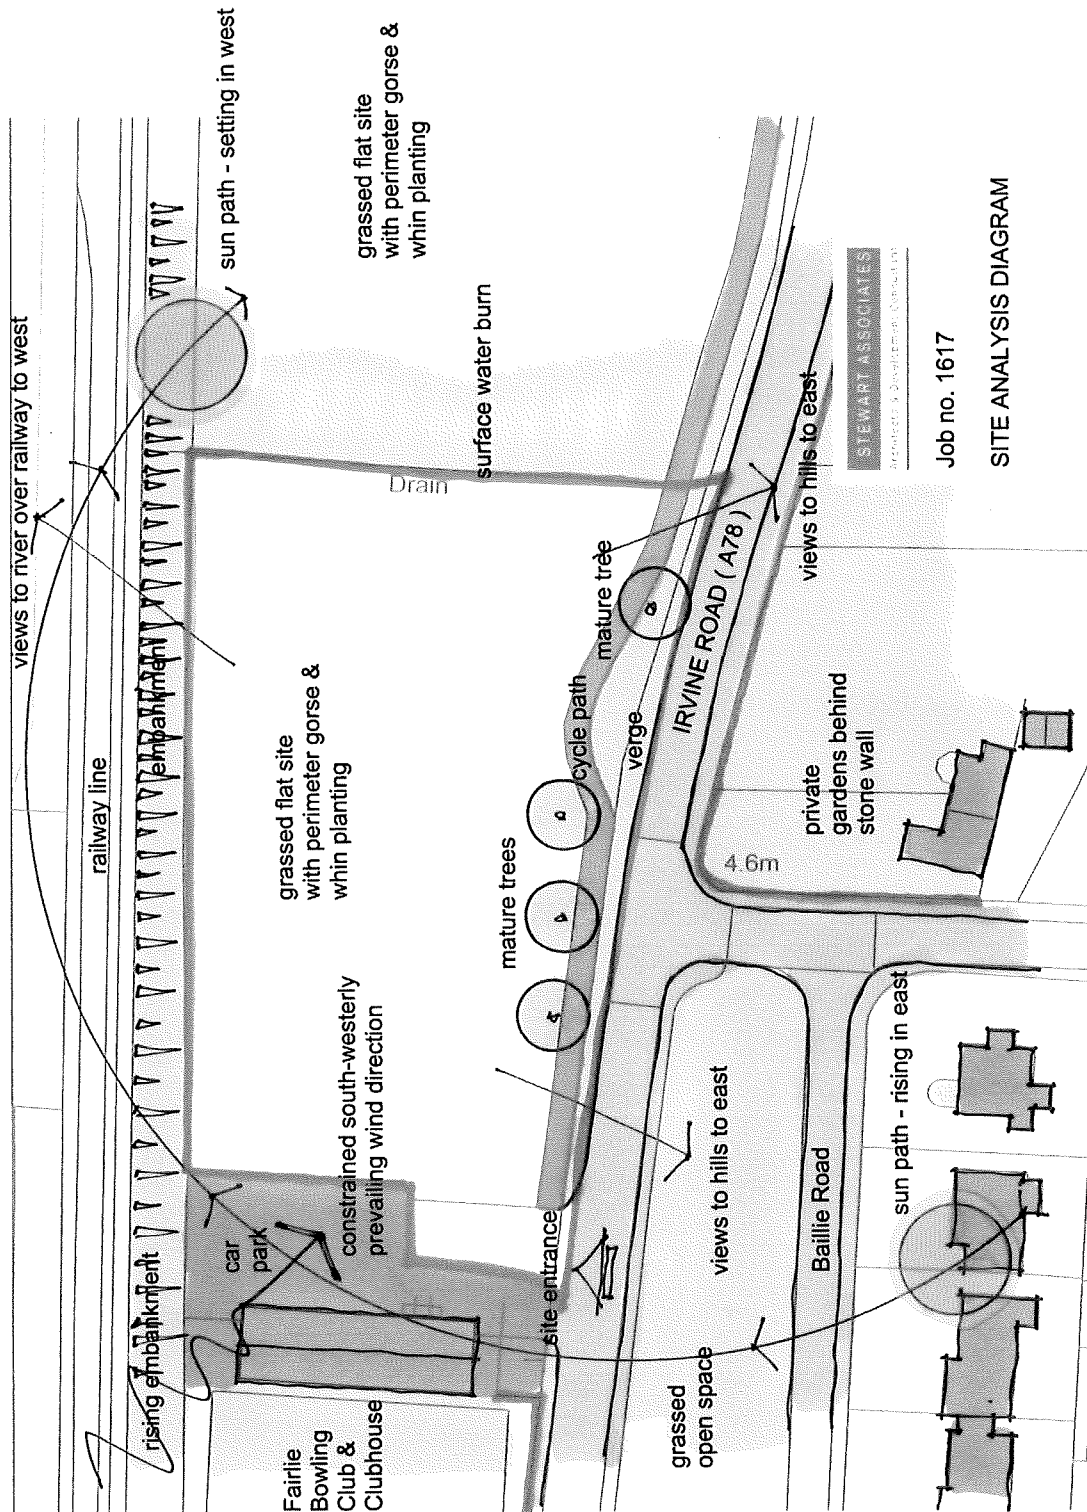 views to river over railway to west
sun path - setting in west
railway line
embankment
rising embankment
grassed flat site
with perimeter gorse &
whin planting
grassed flat site
with perimeter gorse &
whin planting
car
park
constrained south-westerly
prevailing wind direction
Fairlie
Bowling
Club &
Clubhouse
Drain
surface water burn
mature trees
mature tree
cycle path
verge
site entrance
IRVINE ROAD ( A78 )
views to hills to east
views to hills to east
grassed
open space
Baillie Road
4.6m
private
gardens behind
stone wall
sun path - rising in east
STEWART ASSOCIATES
Job no. 1617
SITE ANALYSIS DIAGRAM